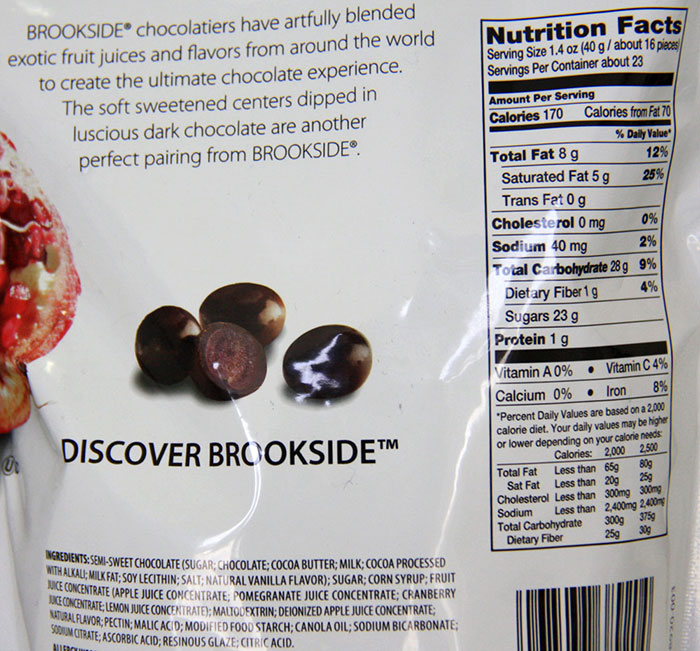 BROOKSIDE® chocolatiers have artfully blended
exotic fruit juices and flavors from around the world
to create the ultimate chocolate experience.
The soft sweetened centers dipped in
luscious dark chocolate are another
perfect pairing from BROOKSIDE®.
DISCOVER BROOKSIDE™
INGREDIENTS: SEMI-SWEET CHOCOLATE (SUGAR; CHOCOLATE; COCOA BUTTER; MILK; COCOA PROCESSED
WITH ALKALI; MILK FAT; SOY LECITHIN; SALT; NATURAL VANILLA FLAVOR); SUGAR; CORN SYRUP; FRUIT
JUICE CONCENTRATE (APPLE JUICE CONCENTRATE; POMEGRANATE JUICE CONCENTRATE; CRANBERRY
JUICE CONCENTRATE; LEMON JUICE CONCENTRATE); MALTODEXTRIN; DEIONIZED APPLE JUICE CONCENTRATE;
NATURAL FLAVOR; PECTIN; MALIC ACID; MODIFIED FOOD STARCH; CANOLA OIL; SODIUM BICARBONATE;
SODIUM CITRATE; ASCORBIC ACID; RESINOUS GLAZE; CITRIC ACID.
Nutrition Facts
Serving Size 1.4 oz (40 g / about 16 pieces)
Servings Per Container about 23
Amount Per Serving
Calories 170 Calories from Fat 70
% Daily Value*
Total Fat 8 g 12%
Saturated Fat 5 g 25%
Trans Fat 0 g
Cholesterol 0 mg 0%
Sodium 40 mg 2%
Total Carbohydrate 28 g 9%
Dietary Fiber 1 g 4%
Sugars 23 g
Protein 1 g
Vitamin A 0% • Vitamin C 4%
Calcium 0% • Iron 8%
*Percent Daily Values are based on a 2,000
calorie diet. Your daily values may be higher
or lower depending on your calorie needs:
Calories: 2,000 2,500
Total Fat Less than 65g 80g
Sat Fat Less than 20g 25g
Cholesterol Less than 300mg 300mg
Sodium Less than 2,400mg 2,400mg
Total Carbohydrate 300g 375g
Dietary Fiber 25g 30g